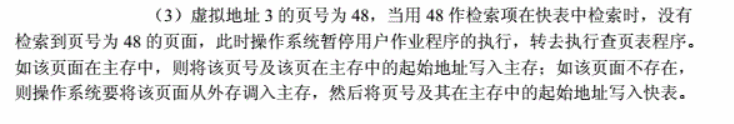 （3）虚拟地址 3 的页号为 48，当用 48 作检索项在快表中检索时，没有
检索到页号为 48 的页面，此时操作系统暂停用户作业程序的执行，转去执行查页表程序。
如该页面在主存中，则将该页号及该页在主存中的起始地址写入主存；如该页面不存在，
则操作系统要将该页面从外存调入主存，然后将页号及其在主存中的起始地址写入快表。